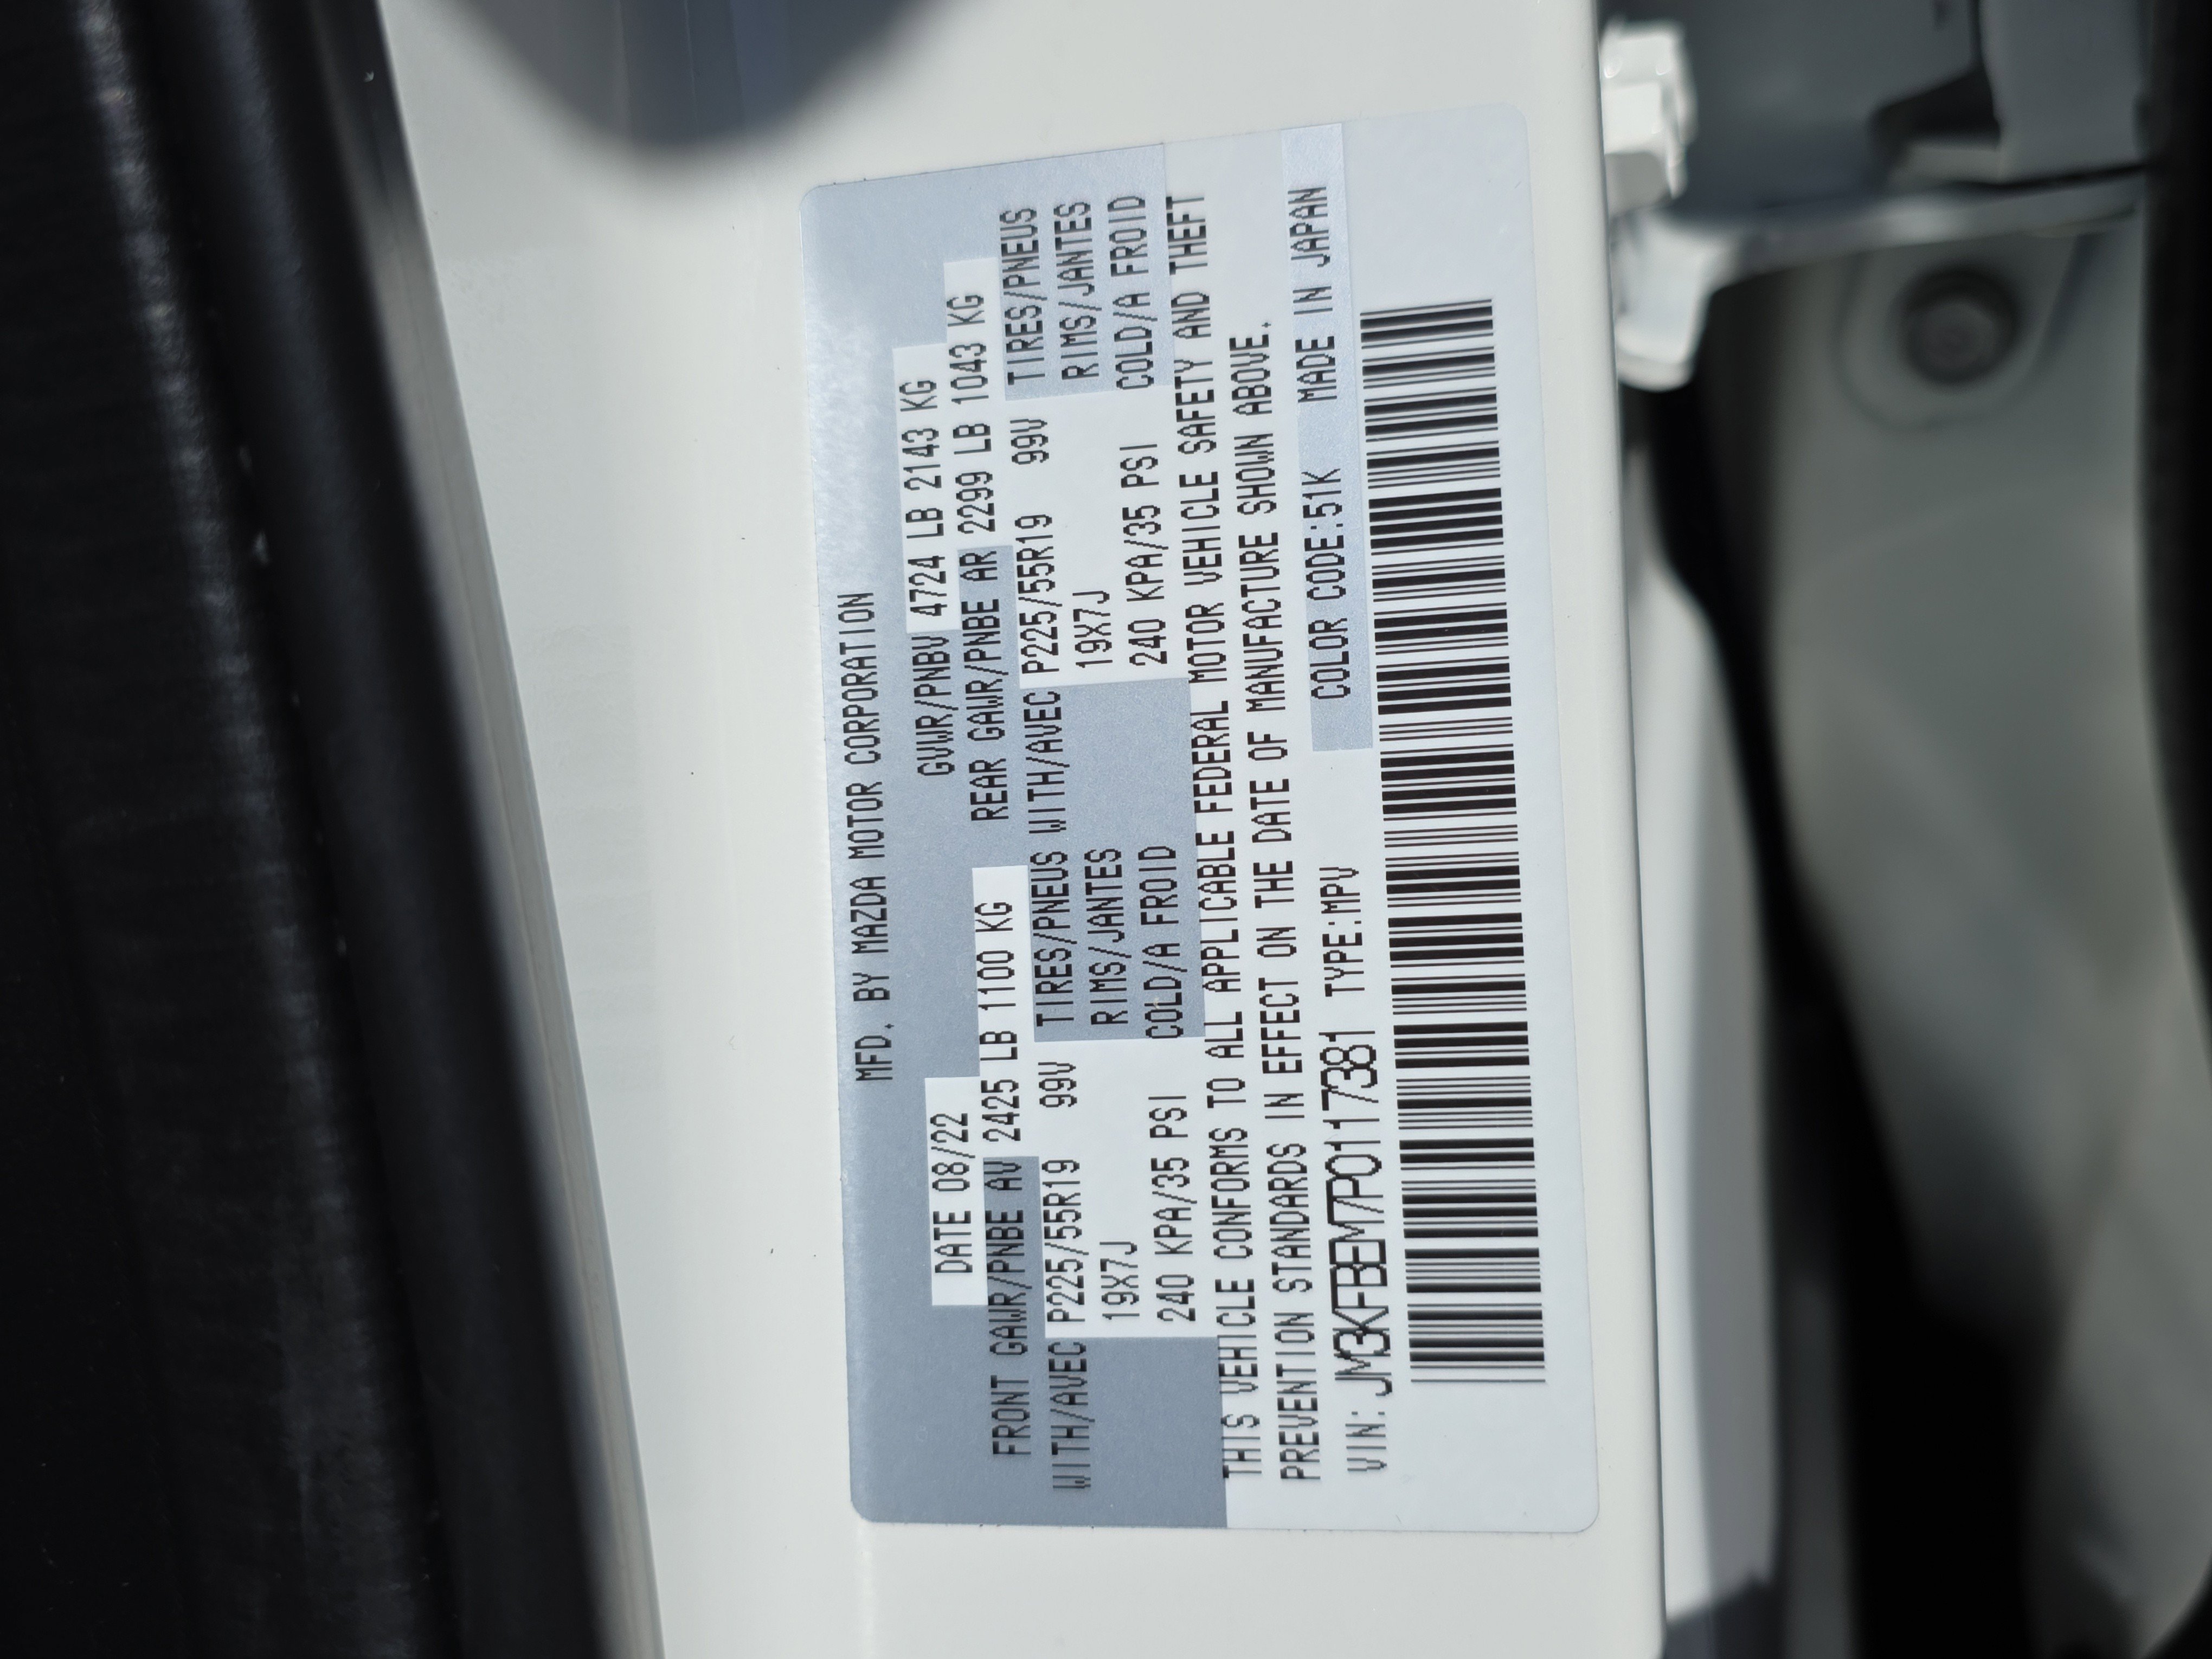 MFD. BY MAZDA MOTOR CORPORATION
DATE 08/22 GVWR/PNBV 4724 LB 2143 KG
FRONT GAWR/PNBE AV 2425 LB 1100 KG REAR GAWR/PNBE AR 2299 LB 1043 KG
WITH/AVEC P225/55R19 99V TIRES/PNEUS WITH/AVEC P225/55R19 99V TIRES/PNEUS
19X7J RIMS/JANTES 19X7J RIMS/JANTES
240 KPA/35 PSI COLD/A FROID 240 KPA/35 PSI COLD/A FROID
THIS VEHICLE CONFORMS TO ALL APPLICABLE FEDERAL MOTOR VEHICLE SAFETY AND THEFT
PREVENTION STANDARDS IN EFFECT ON THE DATE OF MANUFACTURE SHOWN ABOVE.
VIN: JM3KFBEM7P0117381 TYPE:MPV COLOR CODE:51K MADE IN JAPAN